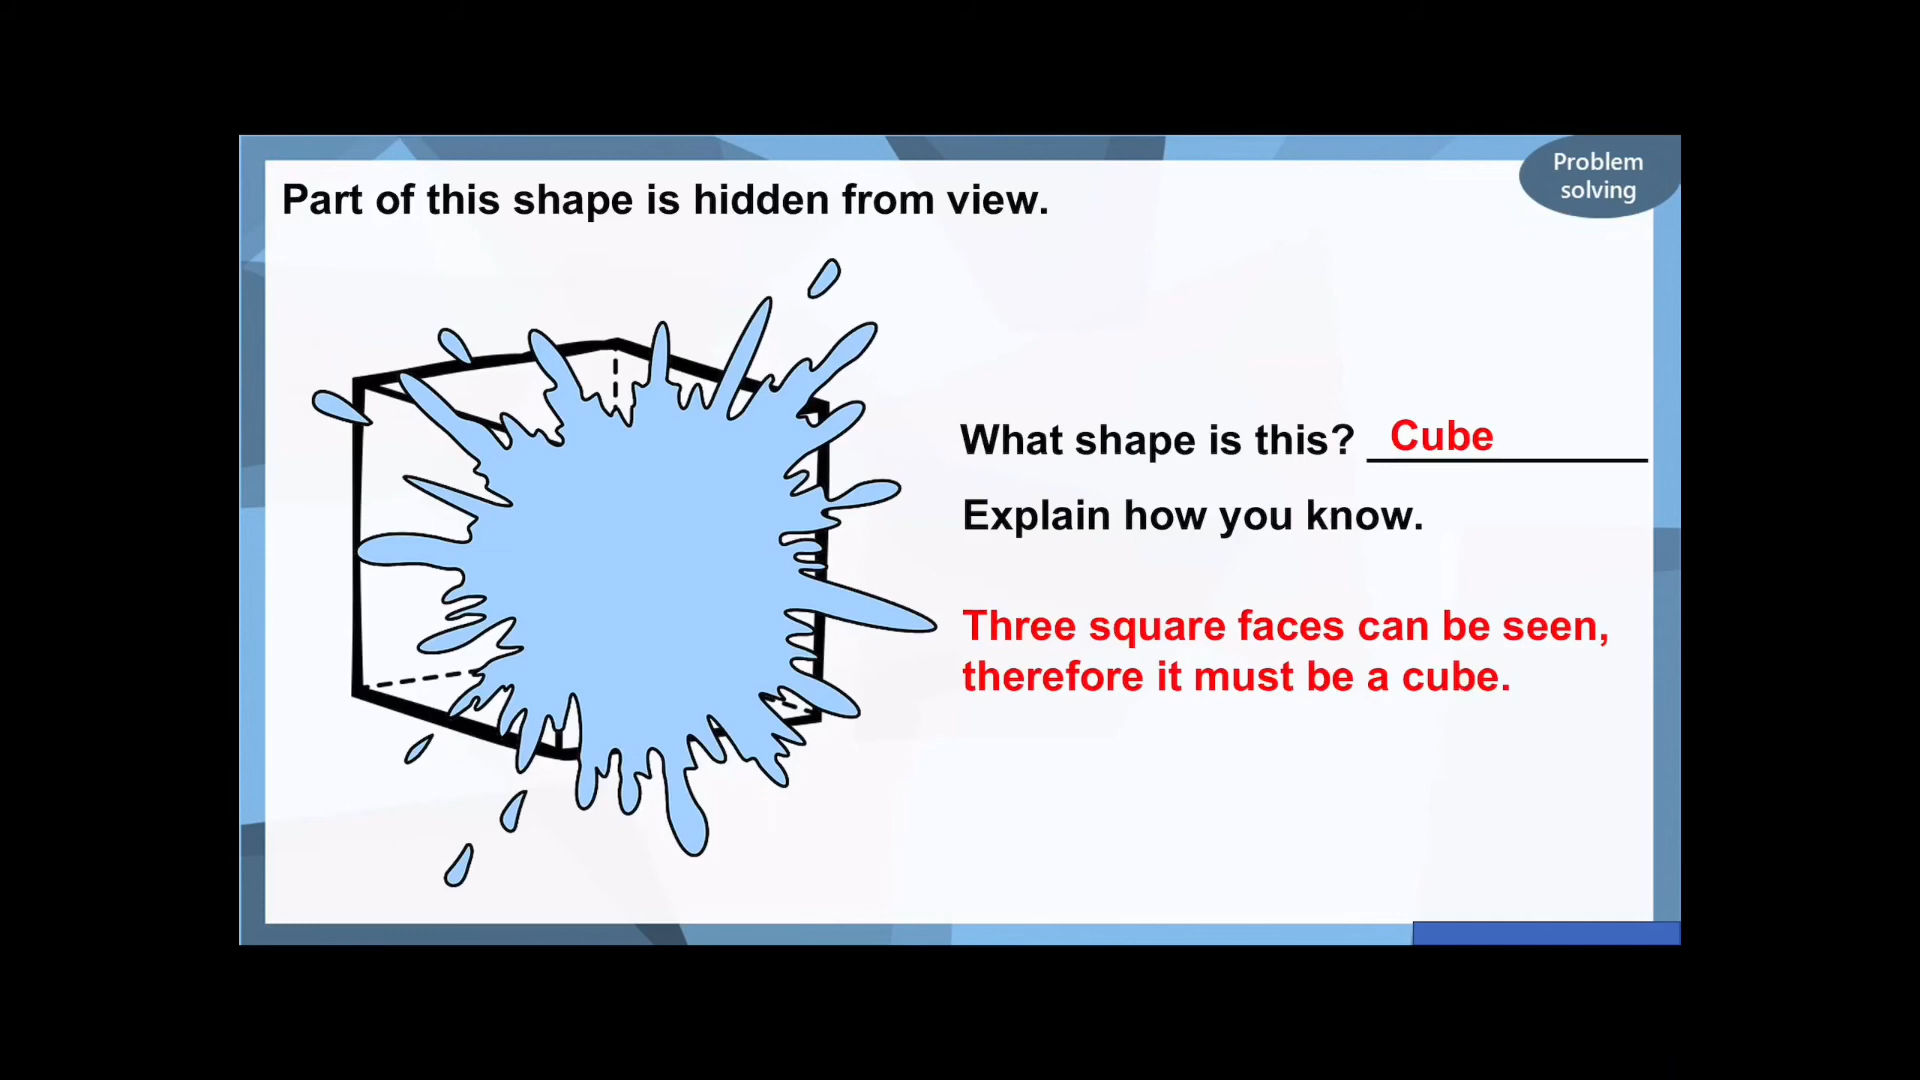 Problem
solving
Part of this shape is hidden from view.
What shape is this? Cube
Explain how you know.
Three square faces can be seen,
therefore it must be a cube.